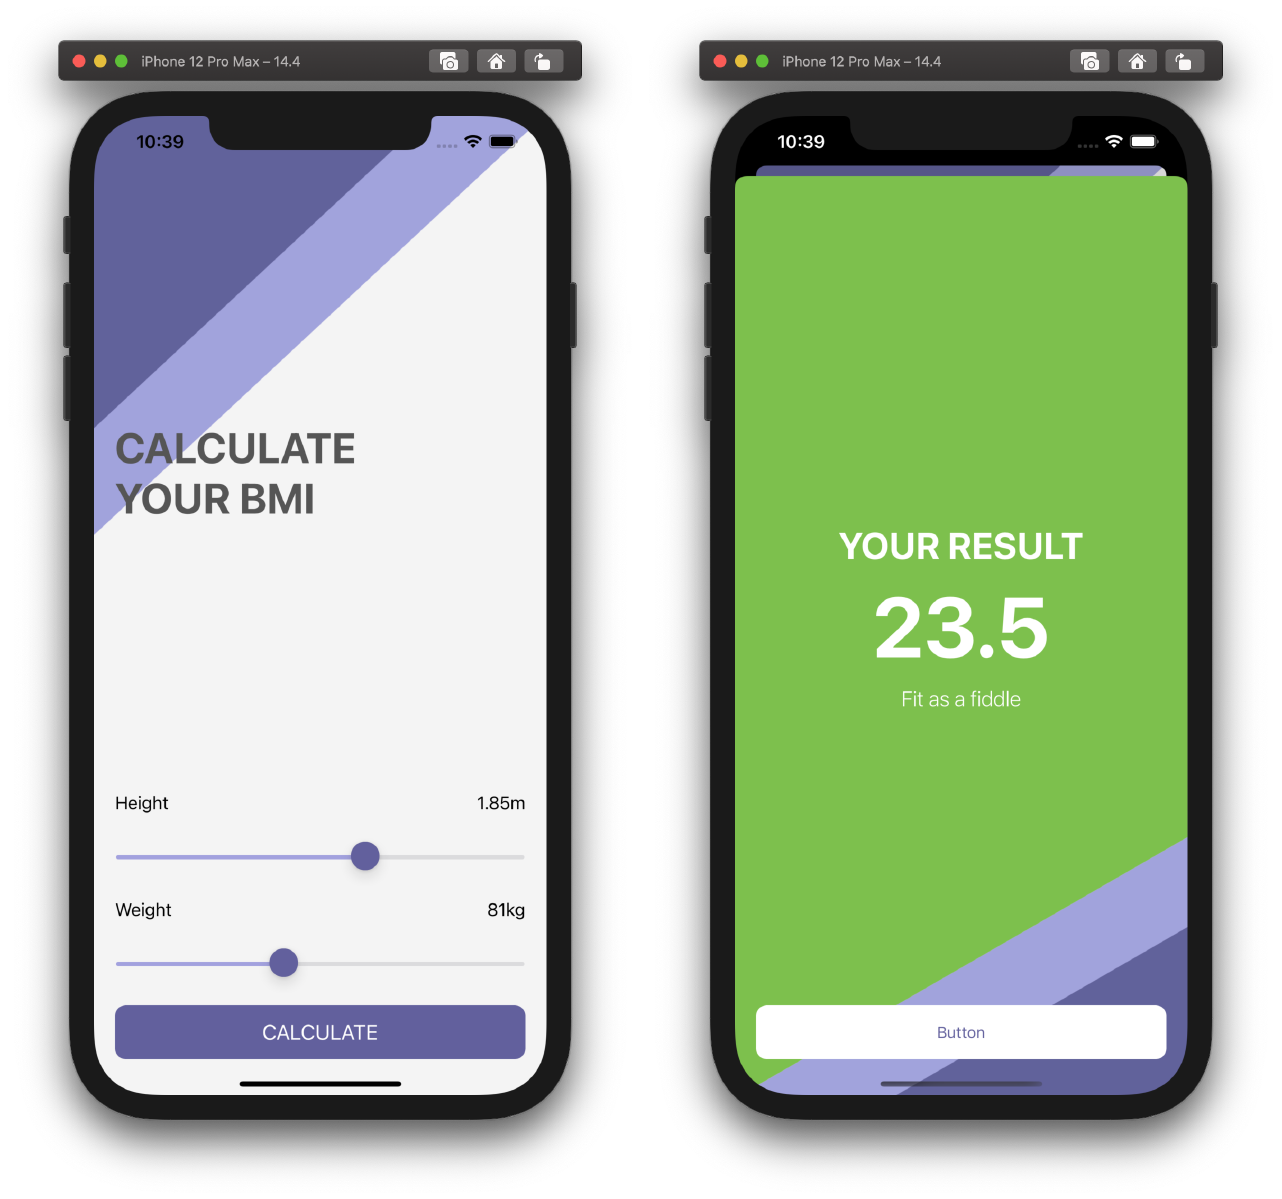 iPhone 12 Pro Max – 14.4
10:39
CALCULATE
YOUR BMI
Height 1.85m
Weight 81kg
CALCULATE
iPhone 12 Pro Max – 14.4
10:39
YOUR RESULT
23.5
Fit as a fiddle
Button